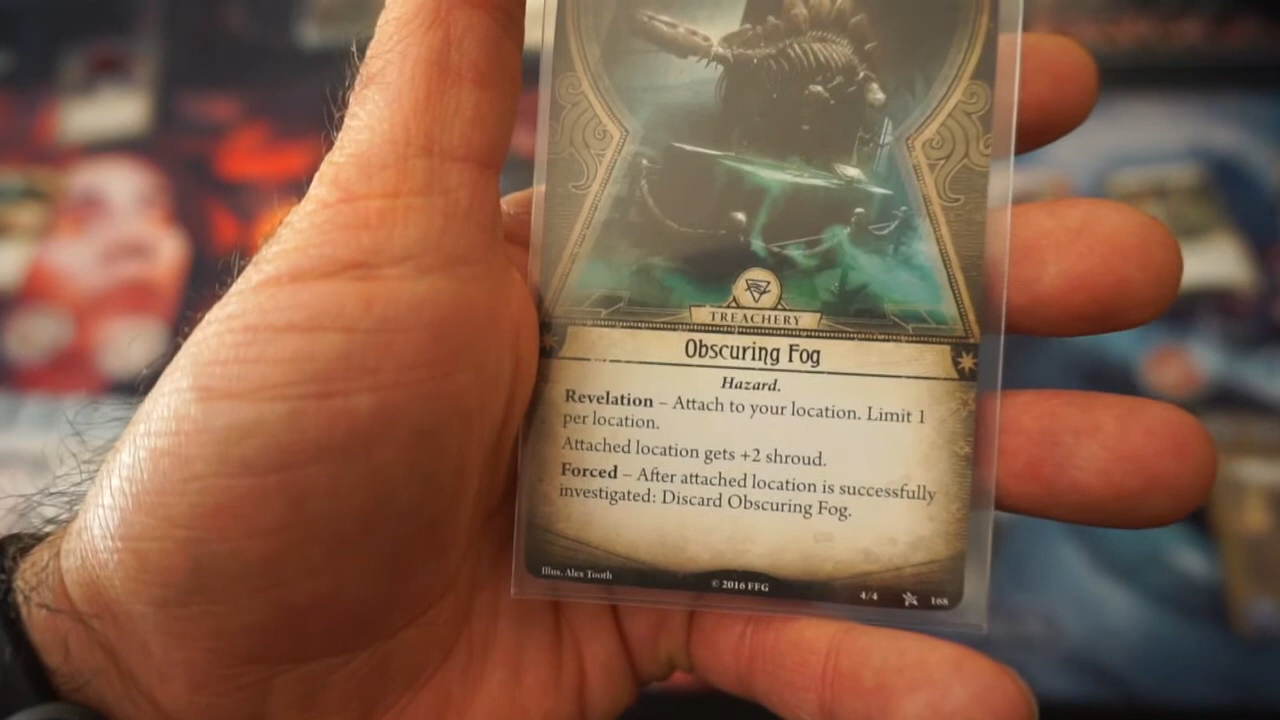 TREACHERY
Obscuring Fog
Hazard.
Revelation – Attach to your location. Limit 1
per location.
Attached location gets +2 shroud.
Forced – After attached location is successfully
investigated: Discard Obscuring Fog.
Illus. Alex Tooth © 2016 FFG 4/4 168